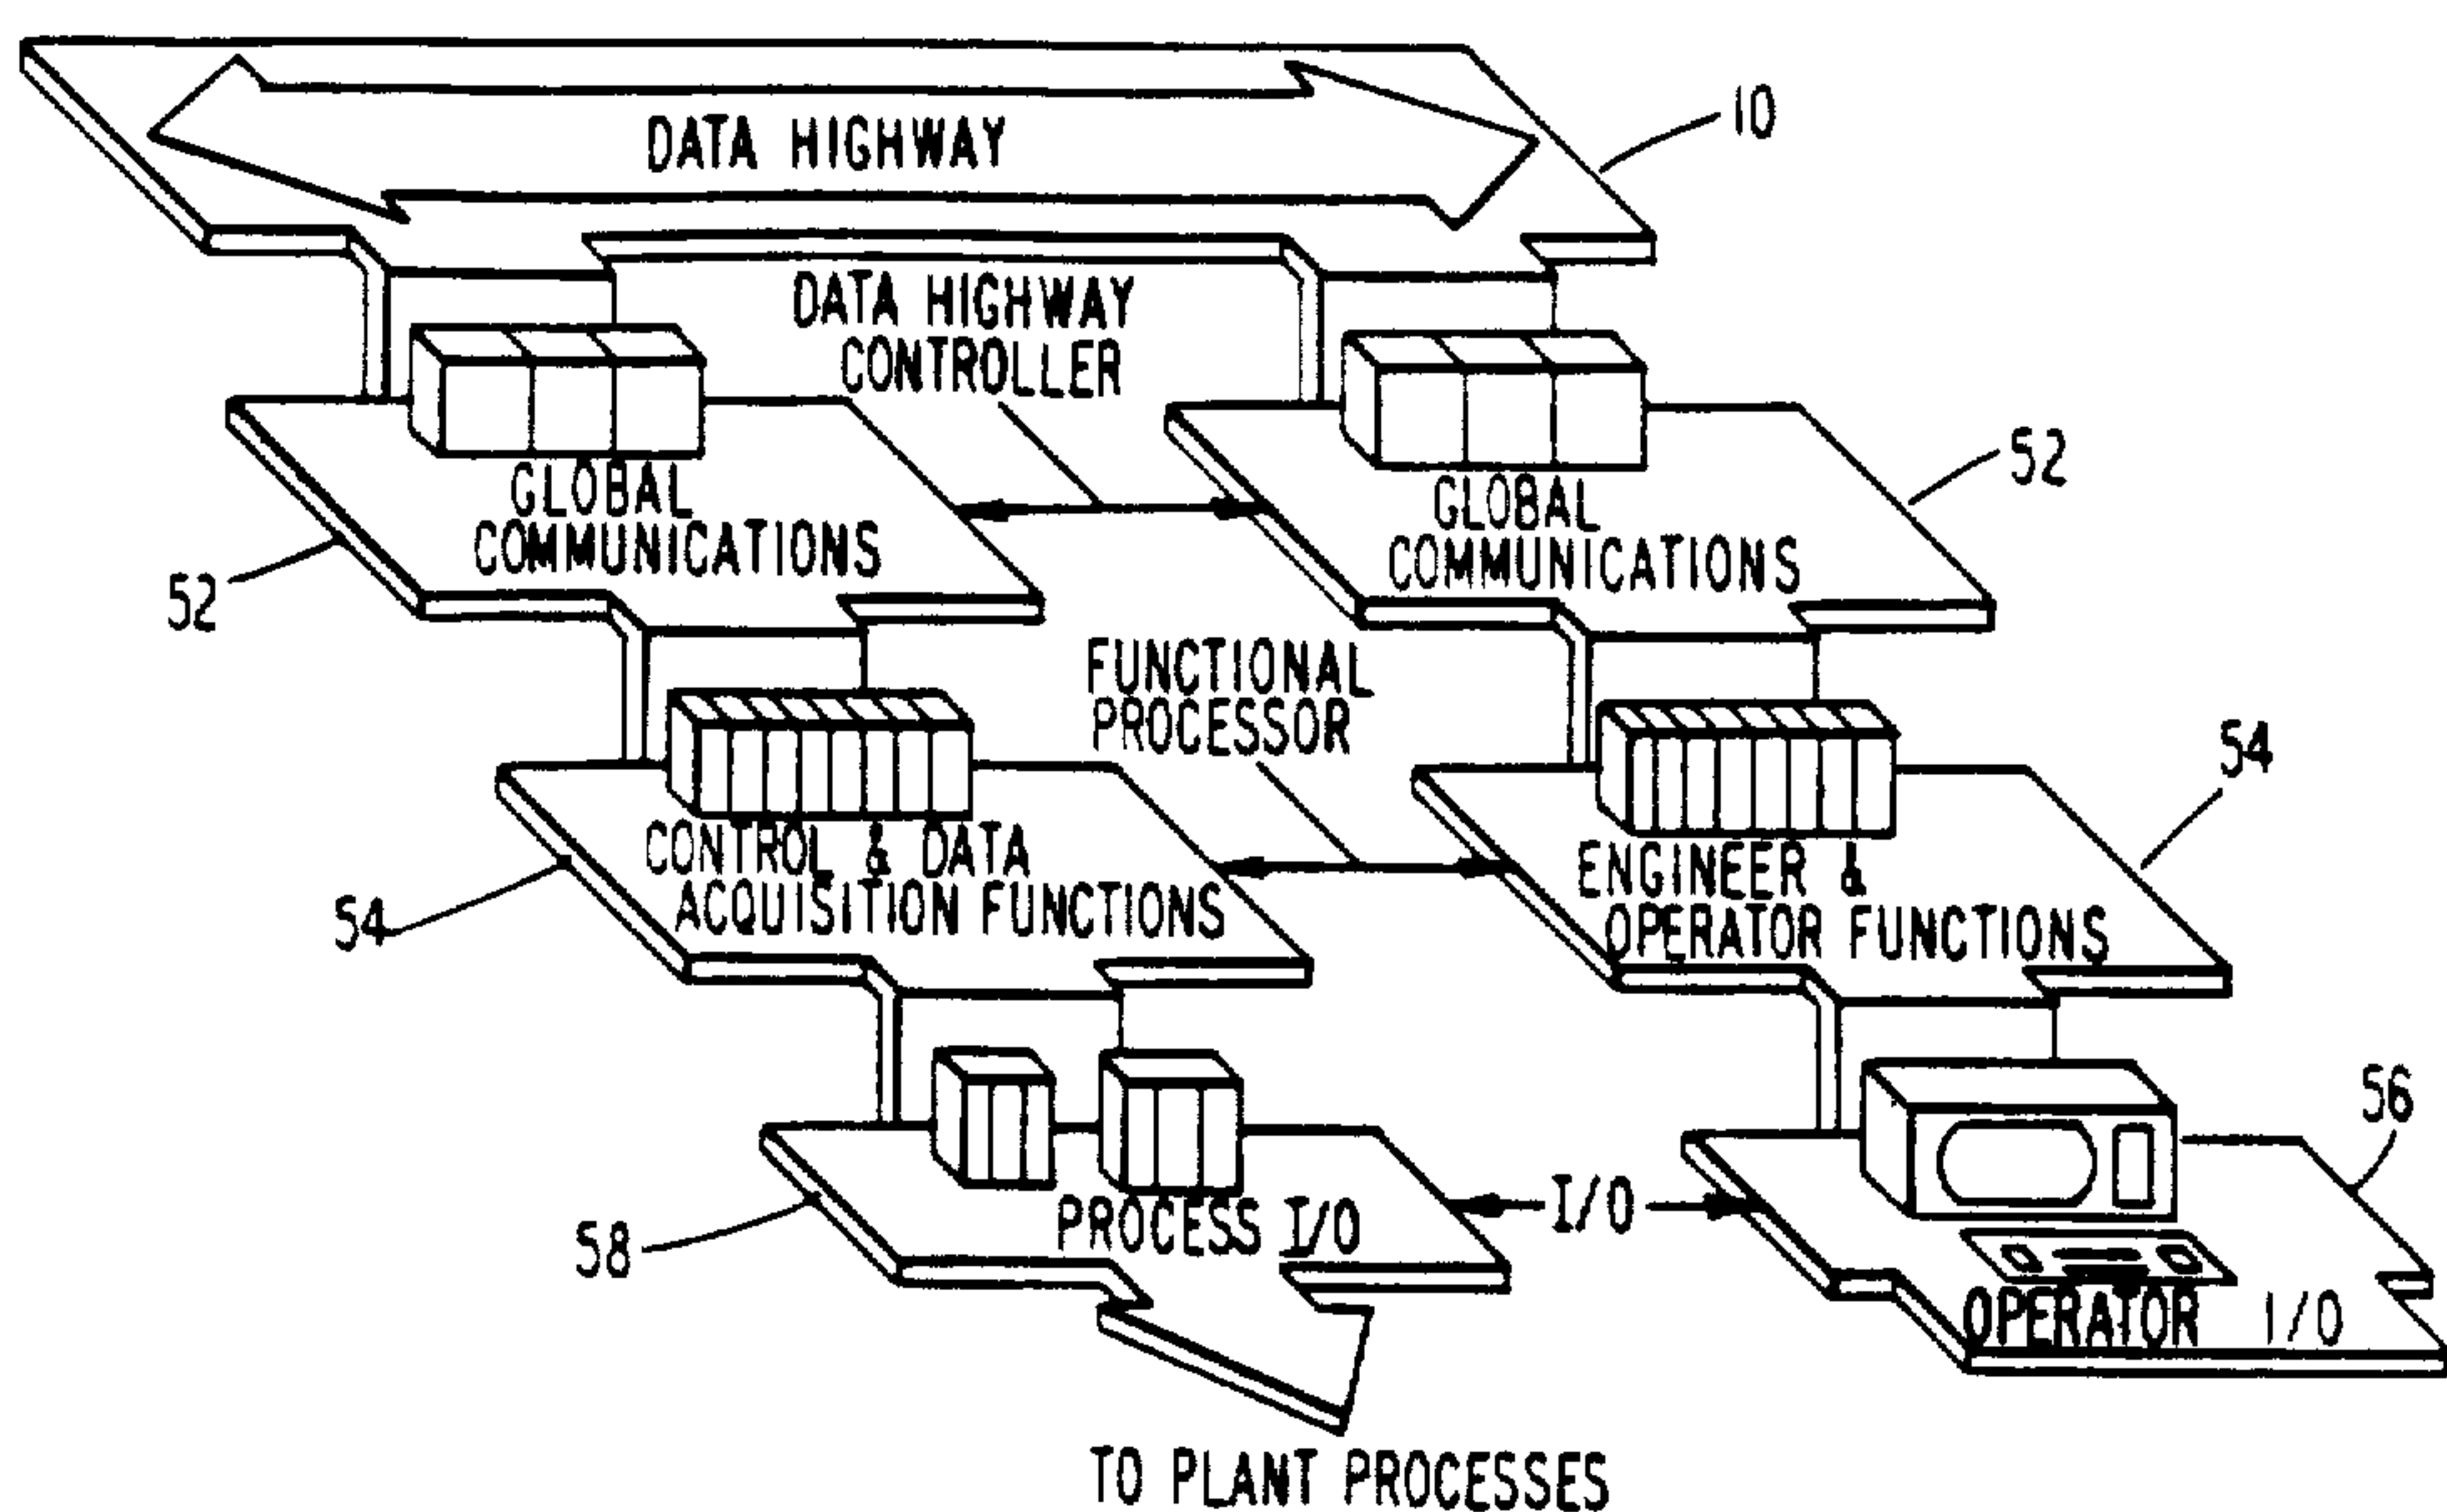 DATA HIGHWAY
10
DATA HIGHWAY
CONTROLLER
GLOBAL
COMMUNICATIONS
52
GLOBAL
COMMUNICATIONS
52
FUNCTIONAL
PROCESSOR
CONTROL & DATA
ACQUISITION FUNCTIONS
54
ENGINEER &
OPERATOR FUNCTIONS
54
PROCESS I/O
58
I/O
56
OPERATOR I/O
TO PLANT PROCESSES